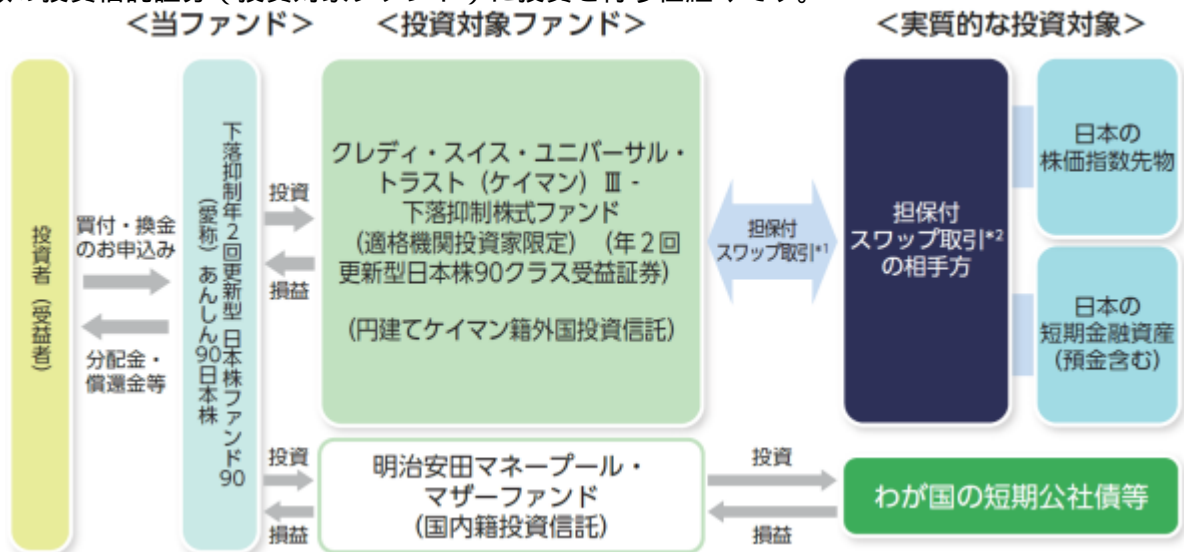 ＜当ファンド＞
＜投資対象ファンド＞
＜実質的な投資対象＞
投資者（受益者）
買付・換金
のお申込み
分配金・
償還金等
下落抑制年２回更新型 日本株ファンド90
（愛称）あんしん90日本株
投資
損益
クレディ・スイス・ユニバーサル・
トラスト（ケイマン）Ⅲ -
下落抑制株式ファンド
（適格機関投資家限定）（年２回
更新型日本株90クラス受益証券）
（円建てケイマン籍外国投資信託）
担保付
スワップ取引*1
担保付
スワップ取引*2
の相手方
日本の
株価指数先物
日本の
短期金融資産
（預金含む）
投資
損益
明治安田マネープール・
マザーファンド
（国内籍投資信託）
投資
損益
わが国の短期公社債等